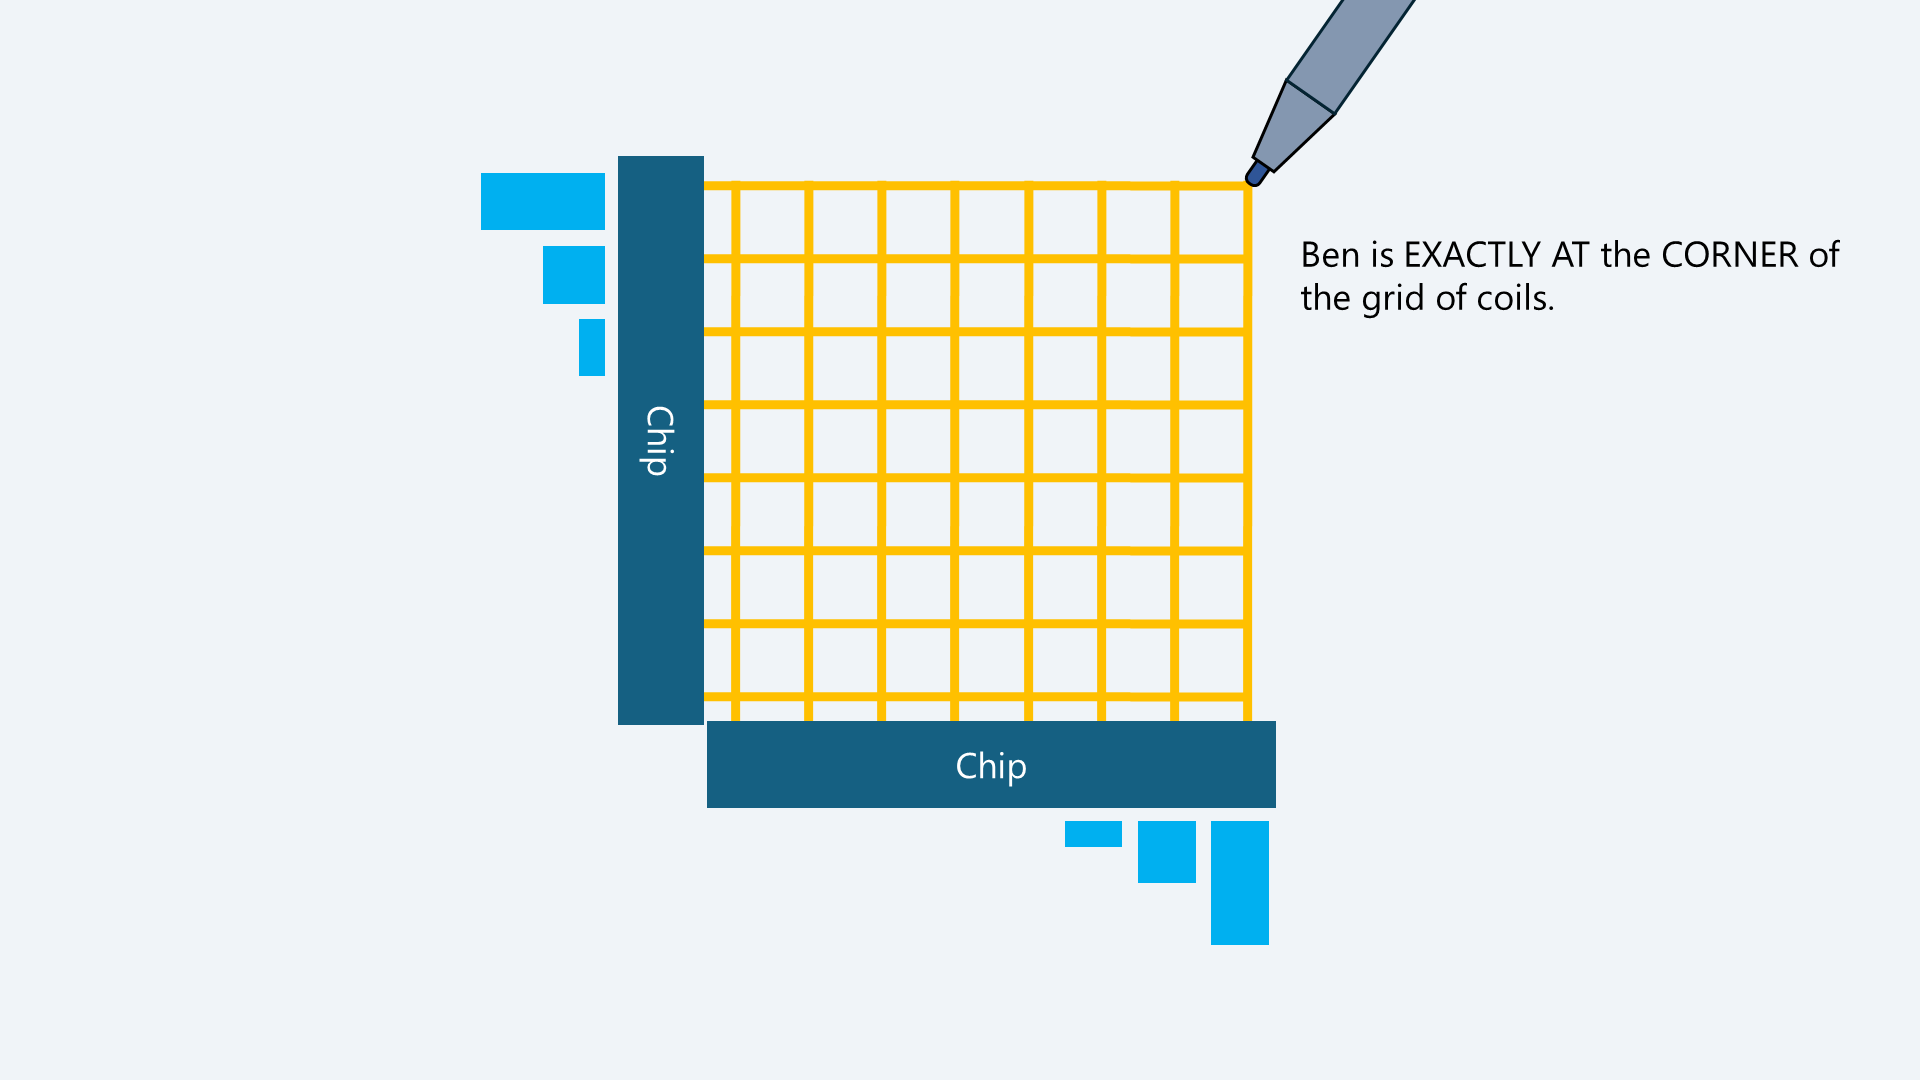 Ben is EXACTLY AT the CORNER of
the grid of coils.
Chip
Chip